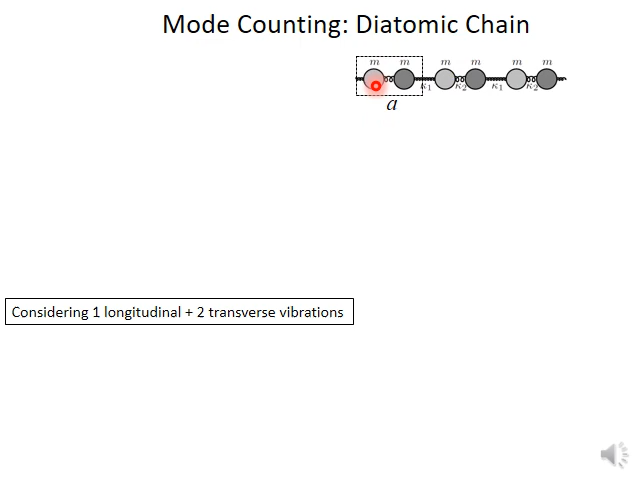 Mode Counting: Diatomic Chain
m m m m m m
κ₁ κ₂ κ₁ κ₂
a
Considering 1 longitudinal + 2 transverse vibrations